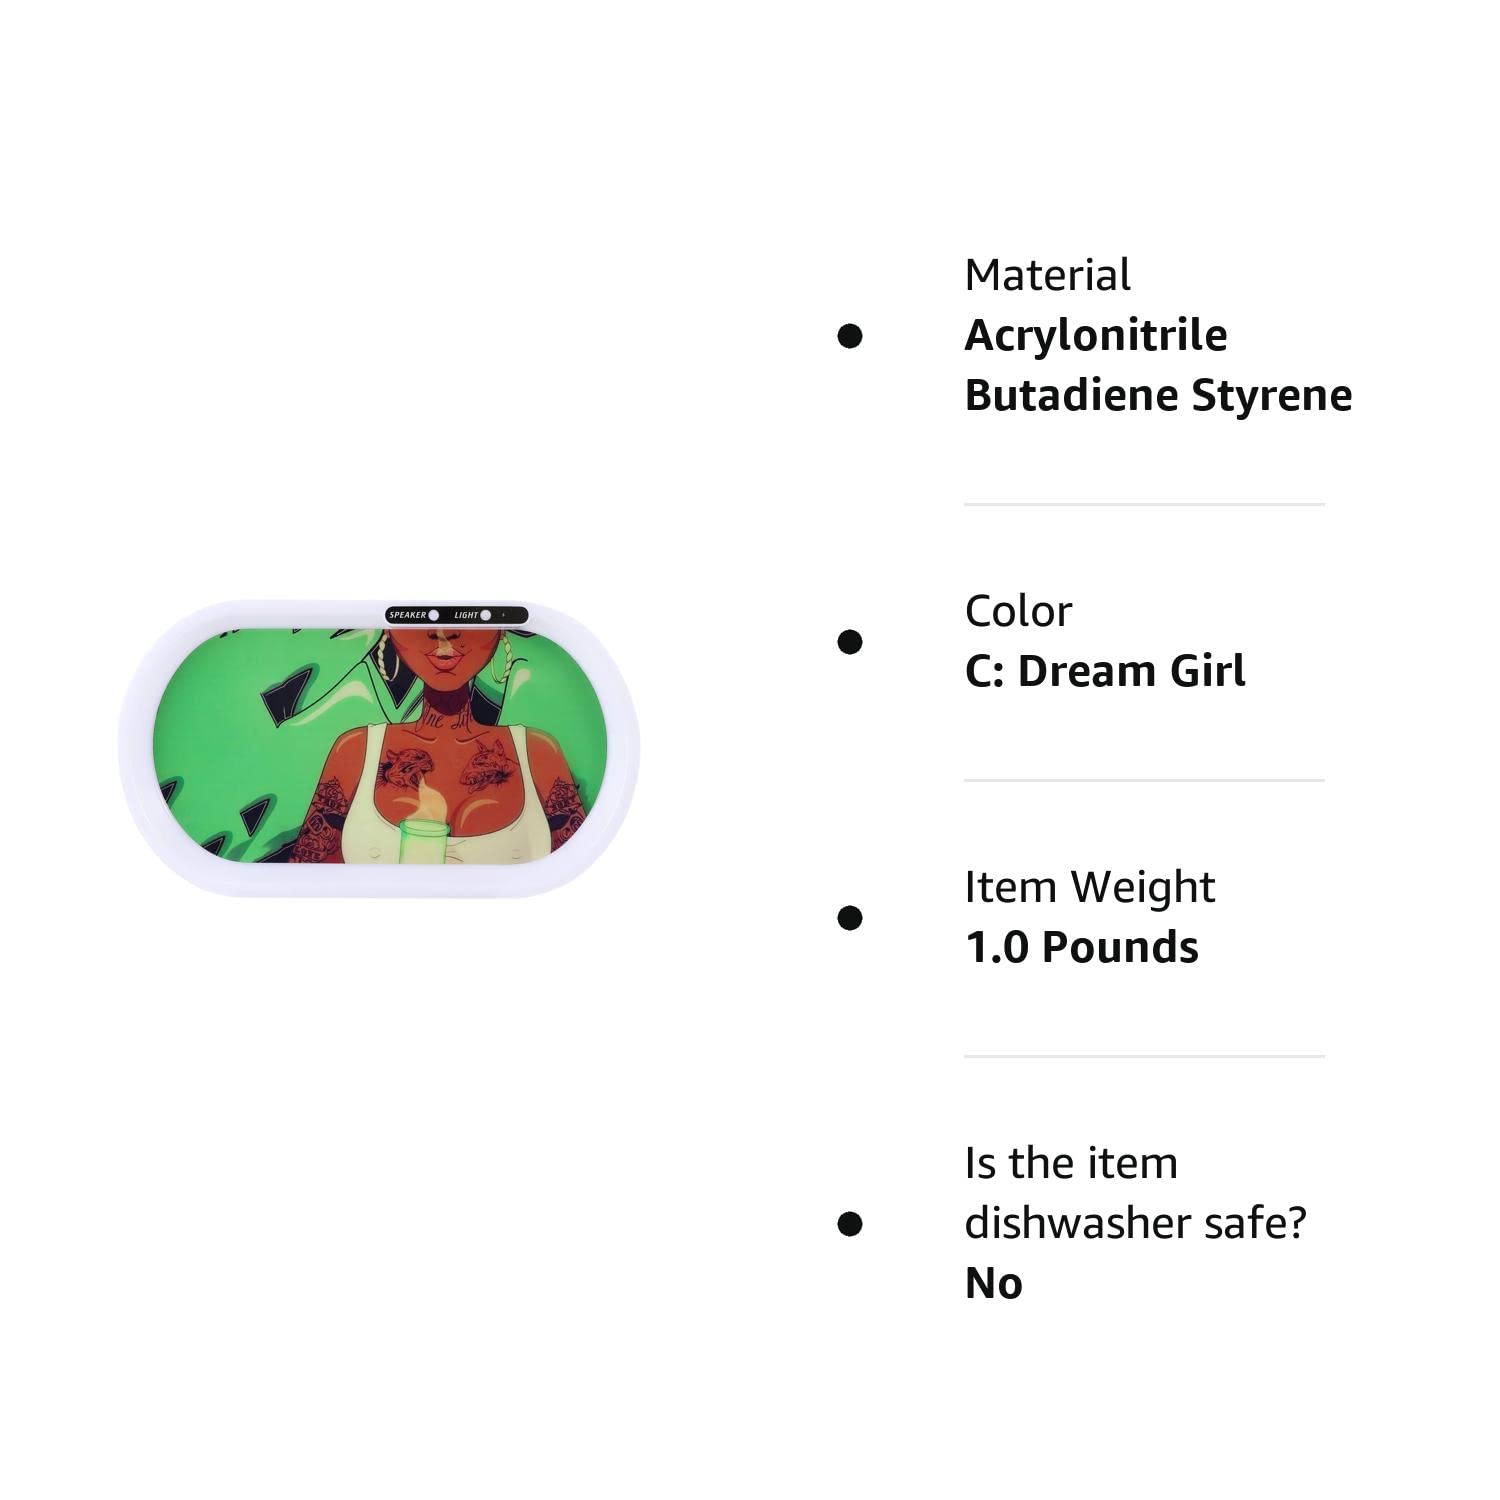 SPEAKER LIGHT
Material
Acrylonitrile
Butadiene Styrene
Color
C: Dream Girl
Item Weight
1.0 Pounds
Is the item
dishwasher safe?
No